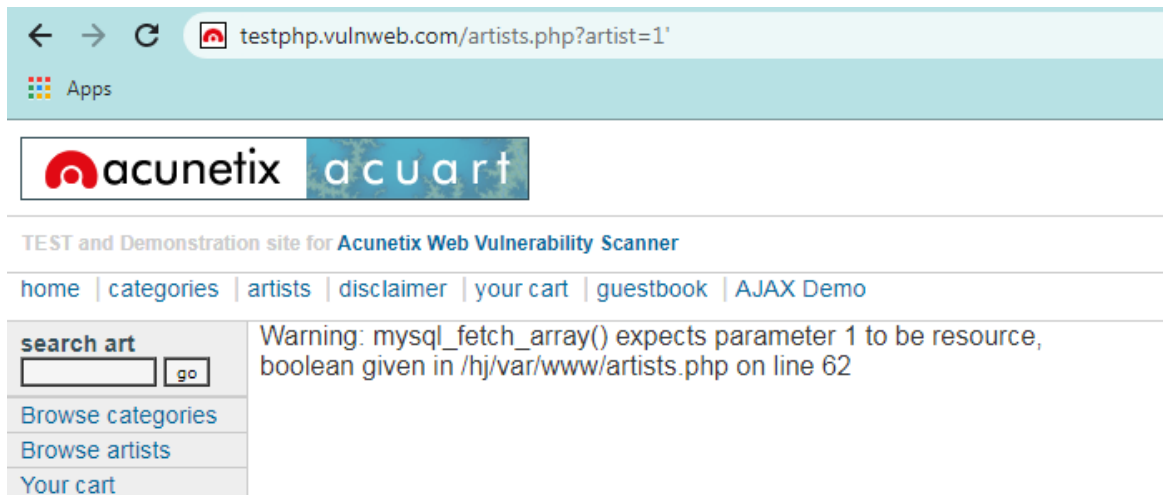 testphp.vulnweb.com/artists.php?artist=1'
Apps
acunetix acuart
TEST and Demonstration site for Acunetix Web Vulnerability Scanner
home | categories | artists | disclaimer | your cart | guestbook | AJAX Demo
search art
go
Browse categories
Browse artists
Your cart
Warning: mysql_fetch_array() expects parameter 1 to be resource,
boolean given in /hj/var/www/artists.php on line 62